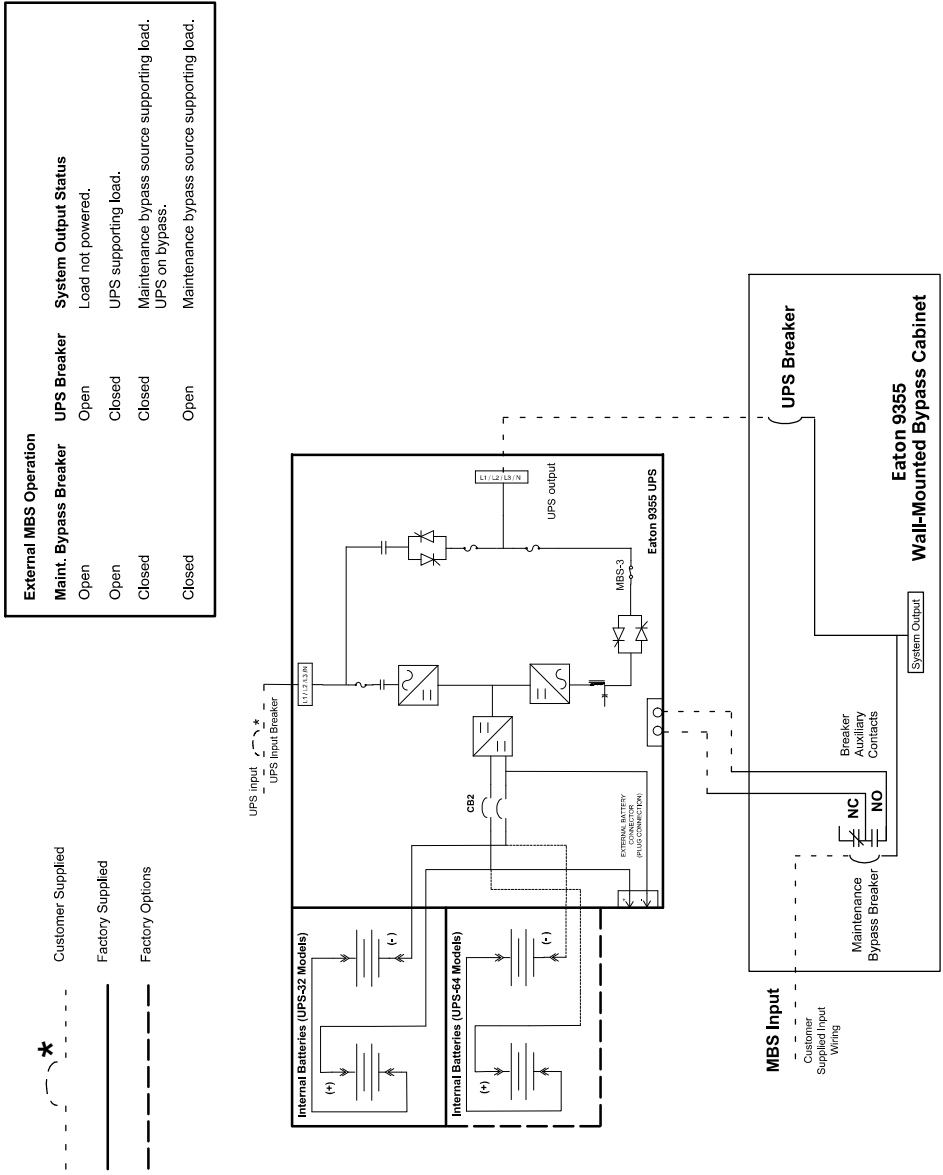 External MBS Operation
Maint. Bypass Breaker UPS Breaker System Output Status
Open Open Load not powered.
Open Closed UPS supporting load.
Closed Closed Maintenance bypass source supporting load.
UPS on bypass.
Closed Open Maintenance bypass source supporting load.
*
Customer Supplied
Factory Supplied
Factory Options
UPS input
*
UPS Input Breaker
L1 / L2 /L3 /N
L1 / L2 / L3 / N
UPS output
Eaton 9355 UPS
MBS-3
CB2
EXTERNAL BATTERY
CONNECTOR
(PLUG CONNECTION)
Internal Batteries (UPS-32 Models)
(+)
(-)
Internal Batteries (UPS-64 Models)
(+)
(-)
+
-
UPS Breaker
Eaton 9355
Wall-Mounted Bypass Cabinet
System Output
Breaker
Auxiliary
Contacts
NC
NO
Maintenance
Bypass Breaker
MBS Input
Customer
Supplied Input
Wiring